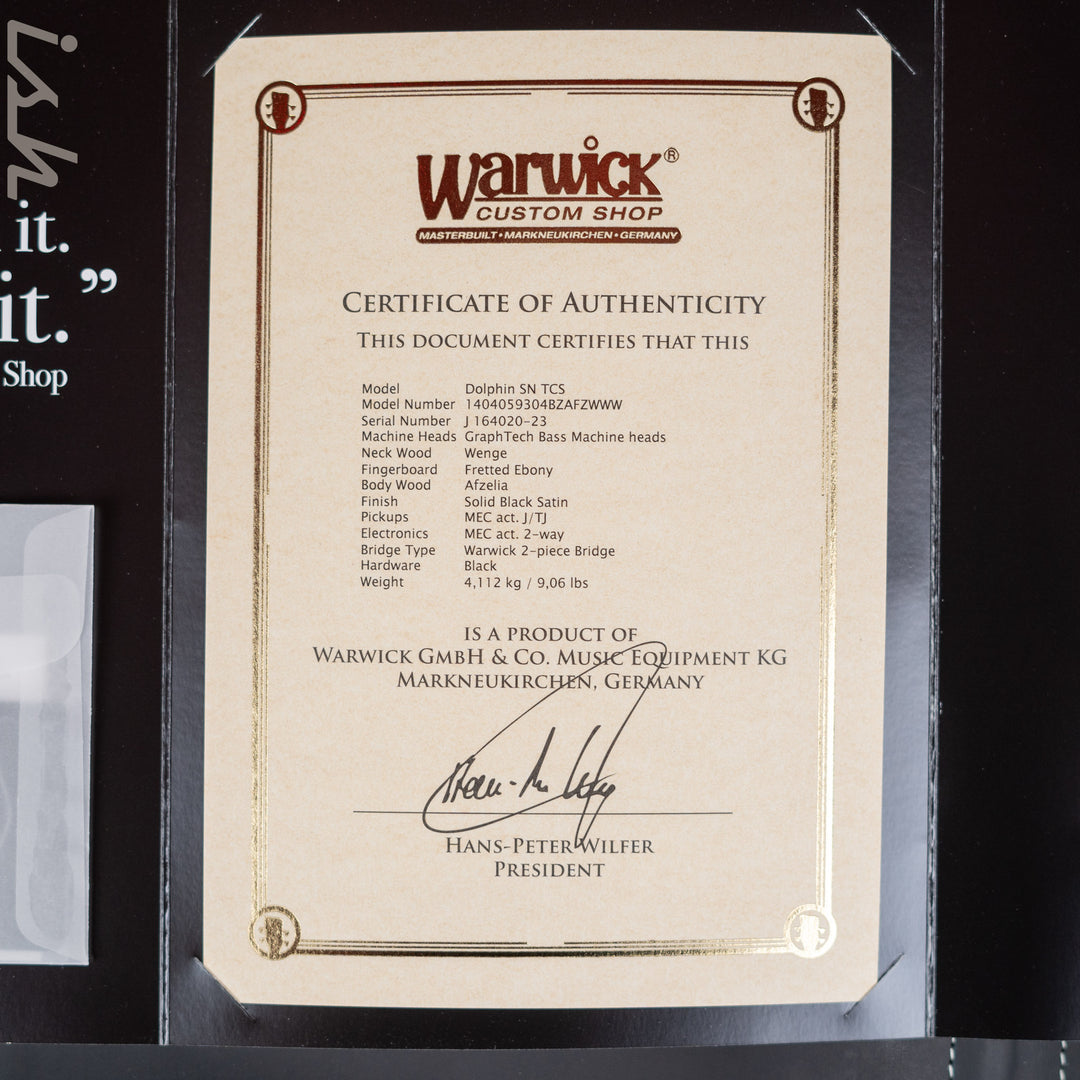 ish
it.
it.”
Shop
Warwick®
CUSTOM SHOP
MASTERBUILT • MARKNEUKIRCHEN • GERMANY
CERTIFICATE OF AUTHENTICITY
THIS DOCUMENT CERTIFIES THAT THIS
Model Dolphin SN TCS
Model Number 1404059304BZAFZWWW
Serial Number J 164020-23
Machine Heads GraphTech Bass Machine heads
Neck Wood Wenge
Fingerboard Fretted Ebony
Body Wood Afzelia
Finish Solid Black Satin
Pickups MEC act. J/TJ
Electronics MEC act. 2-way
Bridge Type Warwick 2-piece Bridge
Hardware Black
Weight 4,112 kg / 9,06 lbs
IS A PRODUCT OF
WARWICK GMBH & CO. MUSIC EQUIPMENT KG
MARKNEUKIRCHEN, GERMANY
HANS-PETER WILFER
PRESIDENT